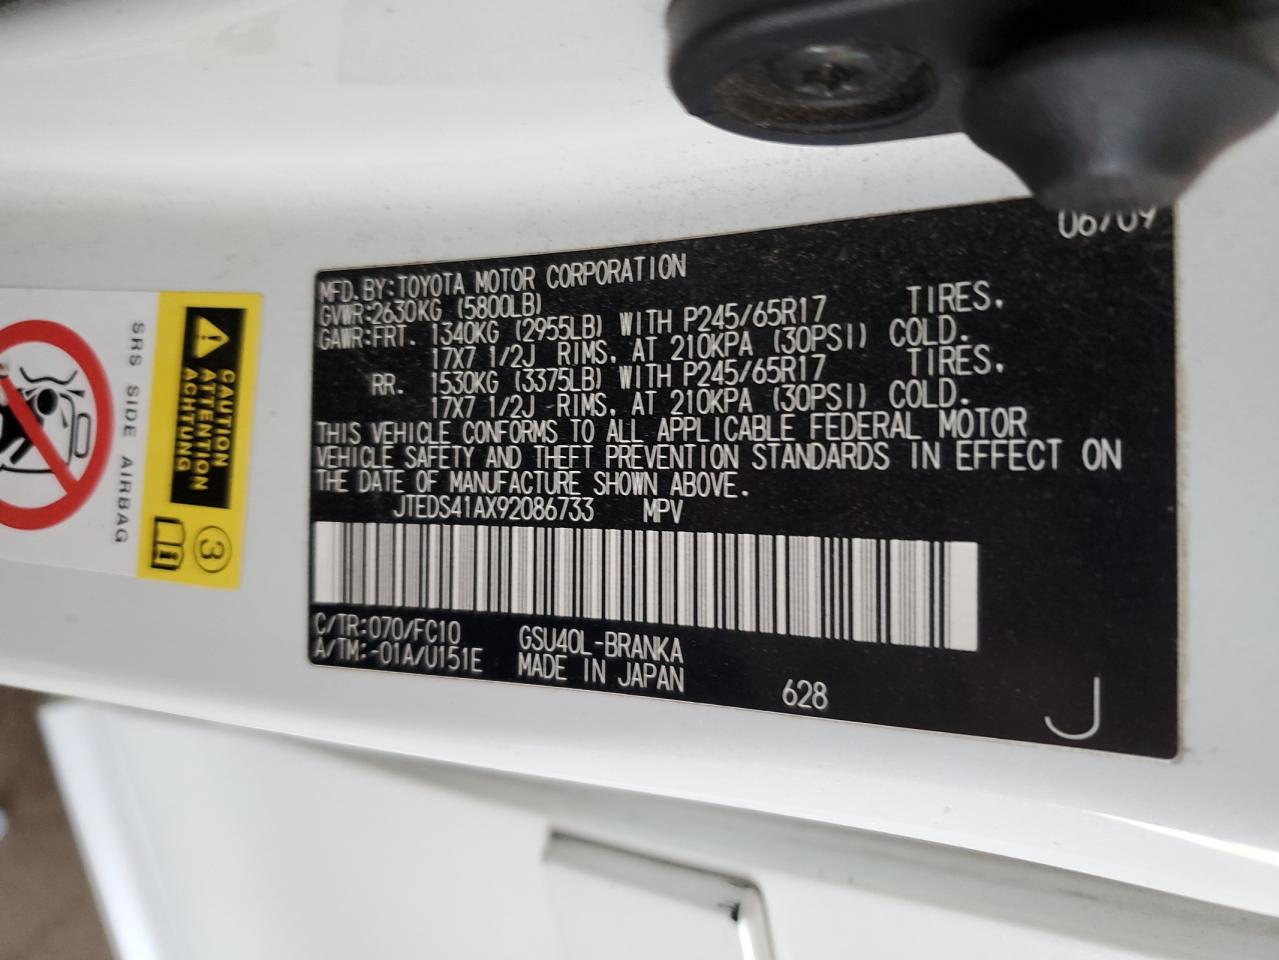 06/09
MFD. BY: TOYOTA MOTOR CORPORATION
GVWR: 2630KG (5800LB)
GAWR: FRT. 1340KG (2955LB) WITH P245/65R17 TIRES,
17X7 1/2J RIMS, AT 210KPA (30PSI) COLD.
RR. 1530KG (3375LB) WITH P245/65R17 TIRES,
17X7 1/2J RIMS, AT 210KPA (30PSI) COLD.
THIS VEHICLE CONFORMS TO ALL APPLICABLE FEDERAL MOTOR
VEHICLE SAFETY AND THEFT PREVENTION STANDARDS IN EFFECT ON
THE DATE OF MANUFACTURE SHOWN ABOVE.
JTEDS41AX92086733 MPV
C/TR: 070/FC10 GSU40L-BRANKA
A/TM: -01A/U151E MADE IN JAPAN
628
J
CAUTION
ATTENTION
ACHTUNG
3
SRS SIDE AIRBAG